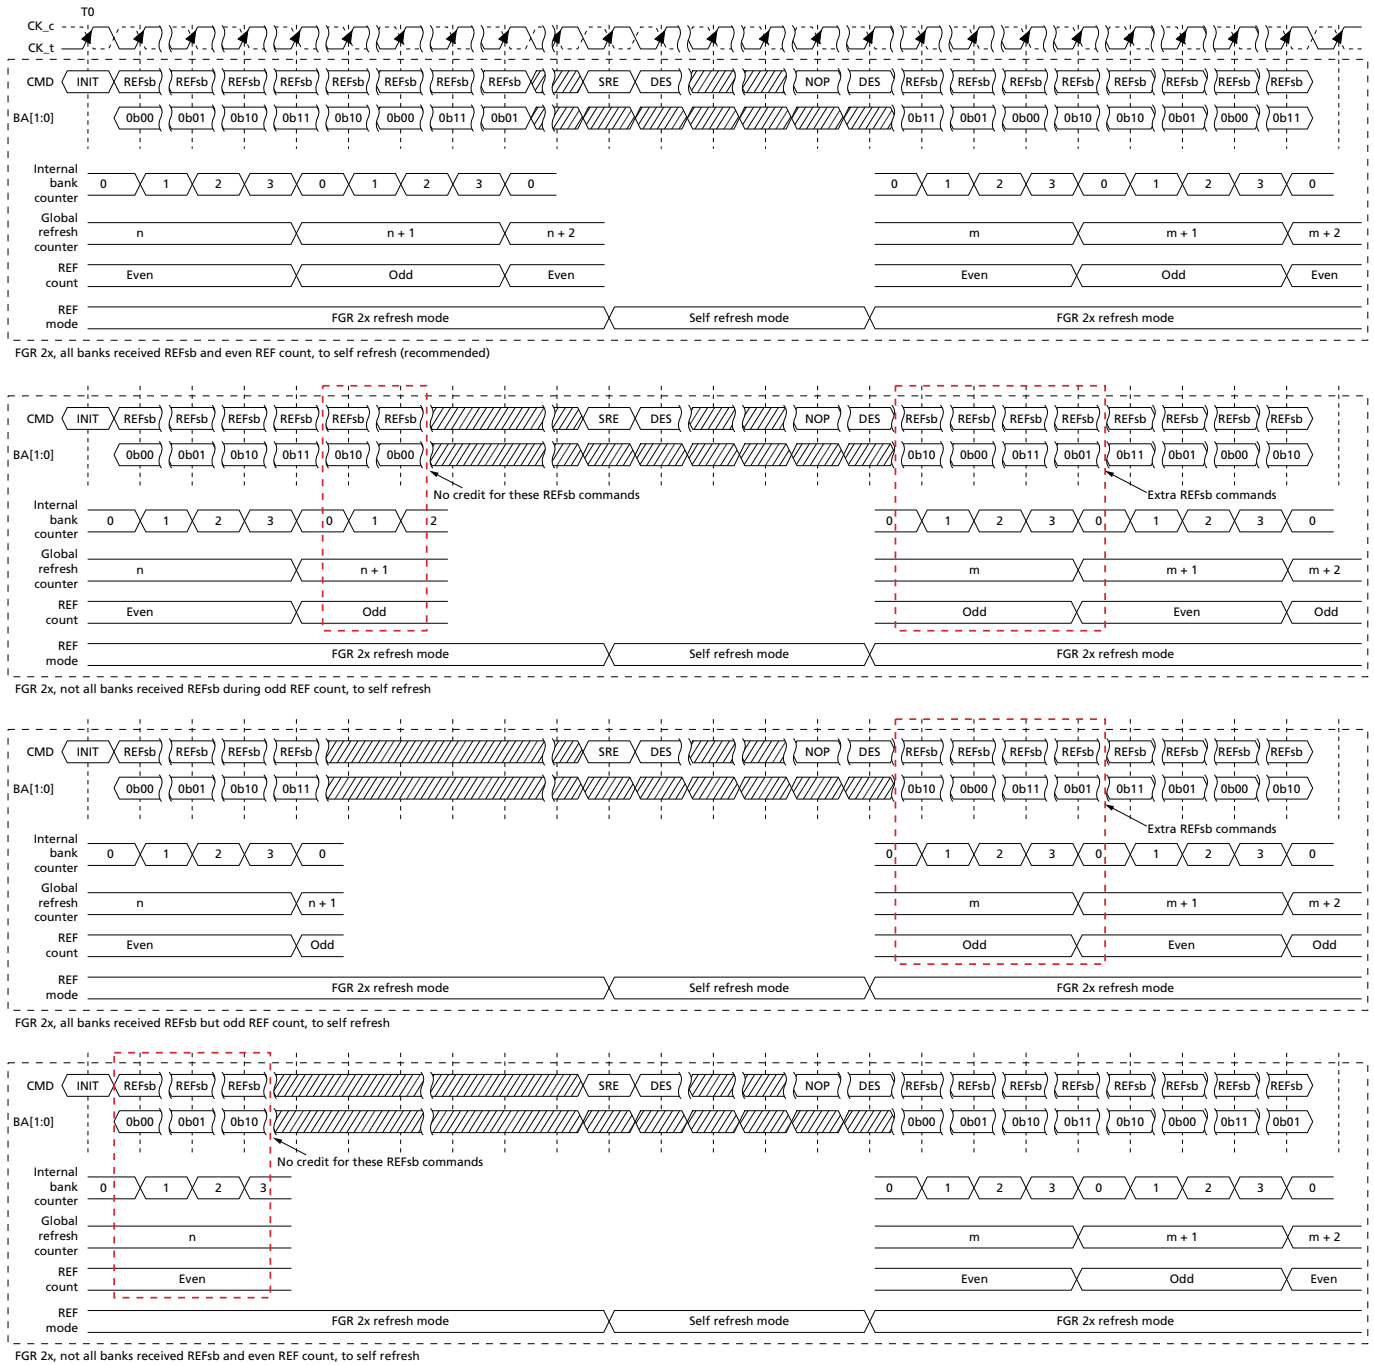 T0
CK_c
CK_t
CMD INIT REFsb REFsb REFsb REFsb REFsb REFsb REFsb REFsb SRE DES NOP DES REFsb REFsb REFsb REFsb REFsb REFsb REFsb REFsb
BA[1:0] 0b00 0b01 0b10 0b11 0b10 0b00 0b11 0b01 0b11 0b01 0b00 0b10 0b10 0b01 0b00 0b11
Internal
bank 0 1 2 3 0 1 2 3 0 0 1 2 3 0 1 2 3 0
counter
Global
refresh n n + 1 n + 2 m m + 1 m + 2
counter
REF
count Even Odd Even Even Odd Even
REF
mode FGR 2x refresh mode Self refresh mode FGR 2x refresh mode
FGR 2x, all banks received REFsb and even REF count, to self refresh (recommended)
CMD INIT REFsb REFsb REFsb REFsb REFsb REFsb SRE DES NOP DES REFsb REFsb REFsb REFsb REFsb REFsb REFsb REFsb
BA[1:0] 0b00 0b01 0b10 0b11 0b10 0b00 0b10 0b00 0b11 0b01 0b11 0b01 0b00 0b10
No credit for these REFsb commands Extra REFsb commands
Internal
bank 0 1 2 3 0 1 2 0 1 2 3 0 1 2 3 0
counter
Global
refresh n n + 1 m m + 1 m + 2
counter
REF
count Even Odd Odd Even Odd
REF
mode FGR 2x refresh mode Self refresh mode FGR 2x refresh mode
FGR 2x, not all banks received REFsb during odd REF count, to self refresh
CMD INIT REFsb REFsb REFsb REFsb SRE DES NOP DES REFsb REFsb REFsb REFsb REFsb REFsb REFsb REFsb
BA[1:0] 0b00 0b01 0b10 0b11 0b10 0b00 0b11 0b01 0b11 0b01 0b00 0b10
Extra REFsb commands
Internal
bank 0 1 2 3 0 0 1 2 3 0 1 2 3 0
counter
Global
refresh n n + 1 m m + 1 m + 2
counter
REF
count Even Odd Odd Even Odd
REF
mode FGR 2x refresh mode Self refresh mode FGR 2x refresh mode
FGR 2x, all banks received REFsb but odd REF count, to self refresh
CMD INIT REFsb REFsb REFsb SRE DES NOP DES REFsb REFsb REFsb REFsb REFsb REFsb REFsb REFsb
BA[1:0] 0b00 0b01 0b10 0b00 0b01 0b10 0b11 0b10 0b00 0b11 0b01
No credit for these REFsb commands
Internal
bank 0 1 2 3 0 1 2 3 0 1 2 3 0
counter
Global
refresh n m m + 1 m + 2
counter
REF
count Even Even Odd Even
REF
mode FGR 2x refresh mode Self refresh mode FGR 2x refresh mode
FGR 2x, not all banks received REFsb and even REF count, to self refresh